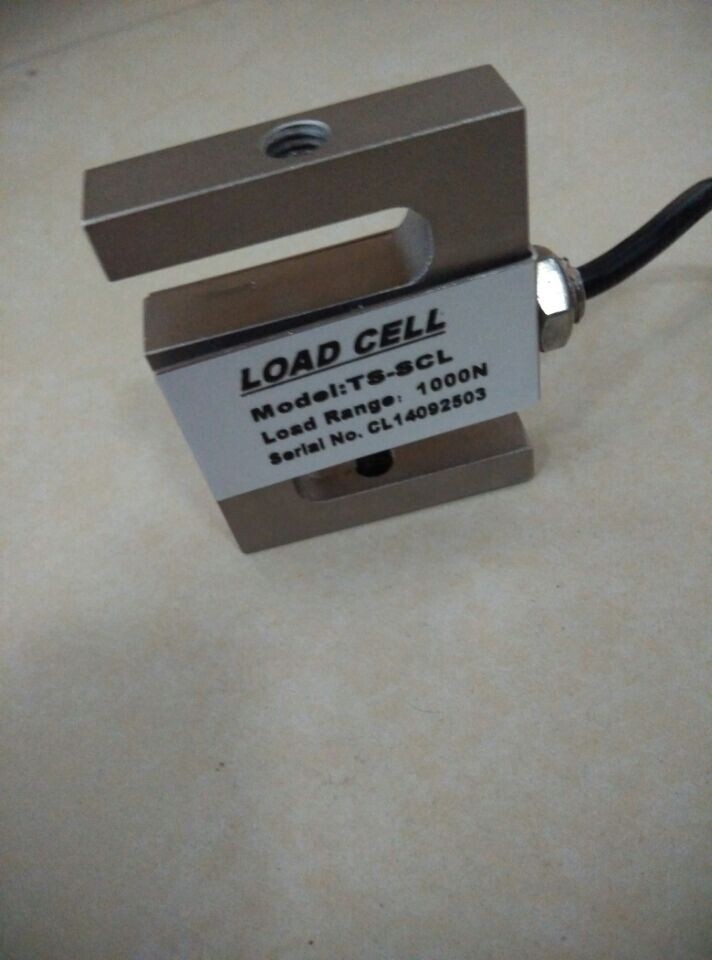 LOAD CELL
Model:TS-SCL
Load Range: 1000N
Serial No. CL14092503